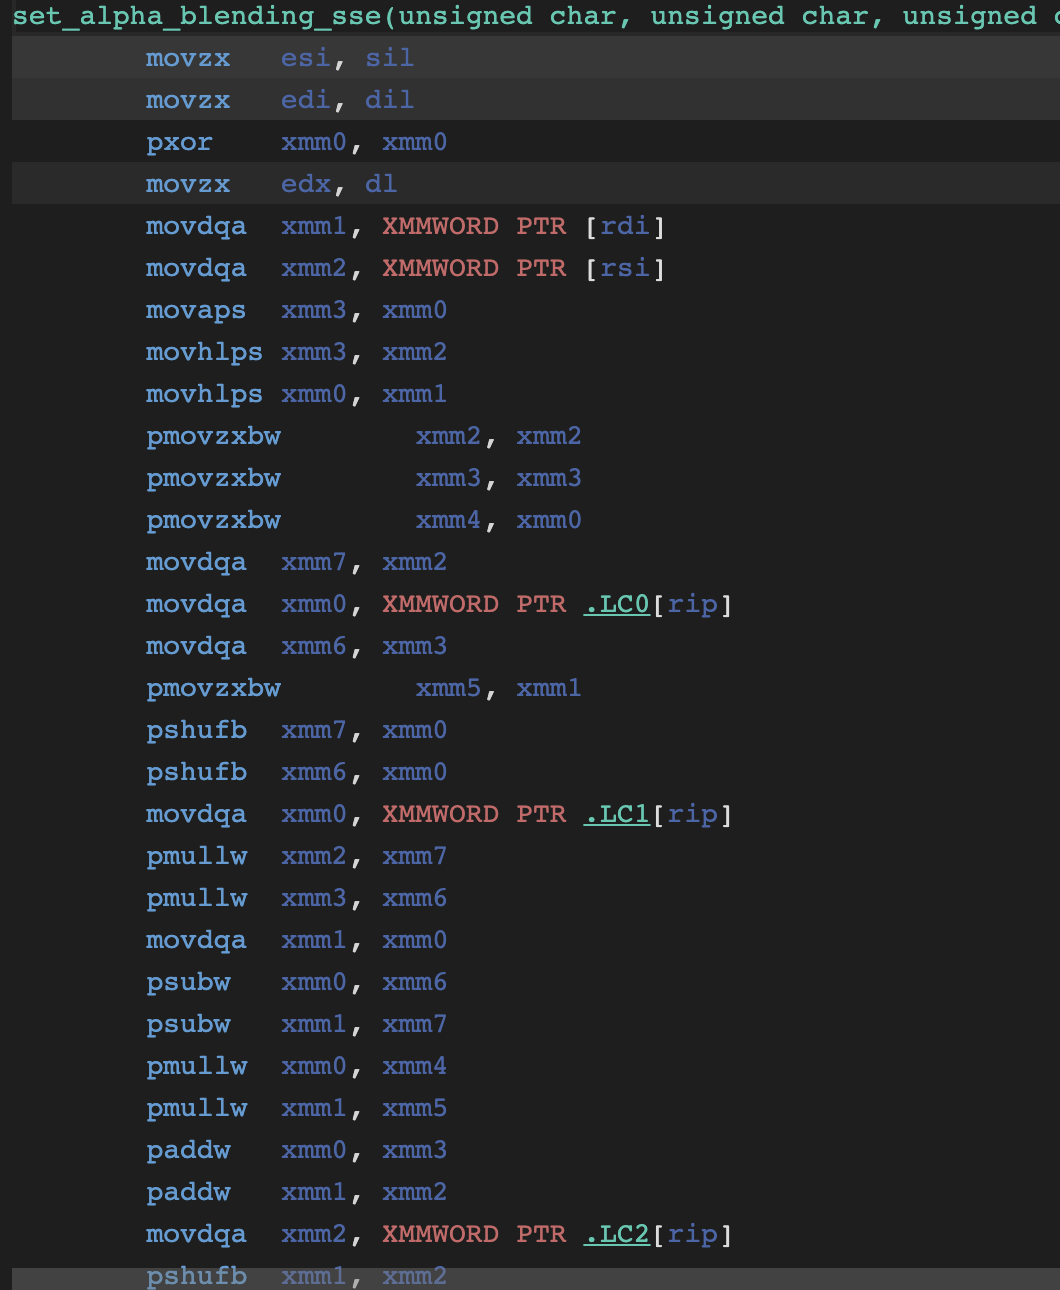 set_alpha_blending_sse(unsigned char, unsigned char, unsigned
movzx esi, sil
movzx edi, dil
pxor xmm0, xmm0
movzx edx, dl
movdqa xmm1, XMMWORD PTR [rdi]
movdqa xmm2, XMMWORD PTR [rsi]
movaps xmm3, xmm0
movhlps xmm3, xmm2
movhlps xmm0, xmm1
pmovzxbw xmm2, xmm2
pmovzxbw xmm3, xmm3
pmovzxbw xmm4, xmm0
movdqa xmm7, xmm2
movdqa xmm0, XMMWORD PTR .LC0[rip]
movdqa xmm6, xmm3
pmovzxbw xmm5, xmm1
pshufb xmm7, xmm0
pshufb xmm6, xmm0
movdqa xmm0, XMMWORD PTR .LC1[rip]
pmullw xmm2, xmm7
pmullw xmm3, xmm6
movdqa xmm1, xmm0
psubw xmm0, xmm6
psubw xmm1, xmm7
pmullw xmm0, xmm4
pmullw xmm1, xmm5
paddw xmm0, xmm3
paddw xmm1, xmm2
movdqa xmm2, XMMWORD PTR .LC2[rip]
pshufb xmm1, xmm2